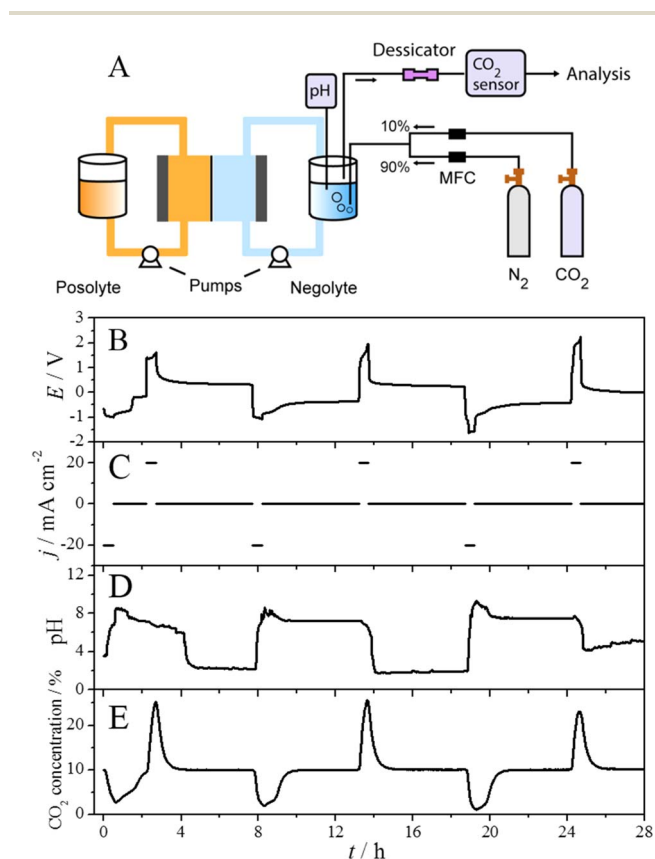 A
Dessicator
CO2 sensor
Analysis
pH
10%
90%
MFC
N2
CO2
Posolyte
Pumps
Negolyte
B
E / V
3
2
1
0
-1
-2
C
j / mA cm-2
20
0
-20
D
pH
12
8
4
0
E
CO2 concentration / %
20
10
0
0 4 8 12 16 20 24 28
t / h